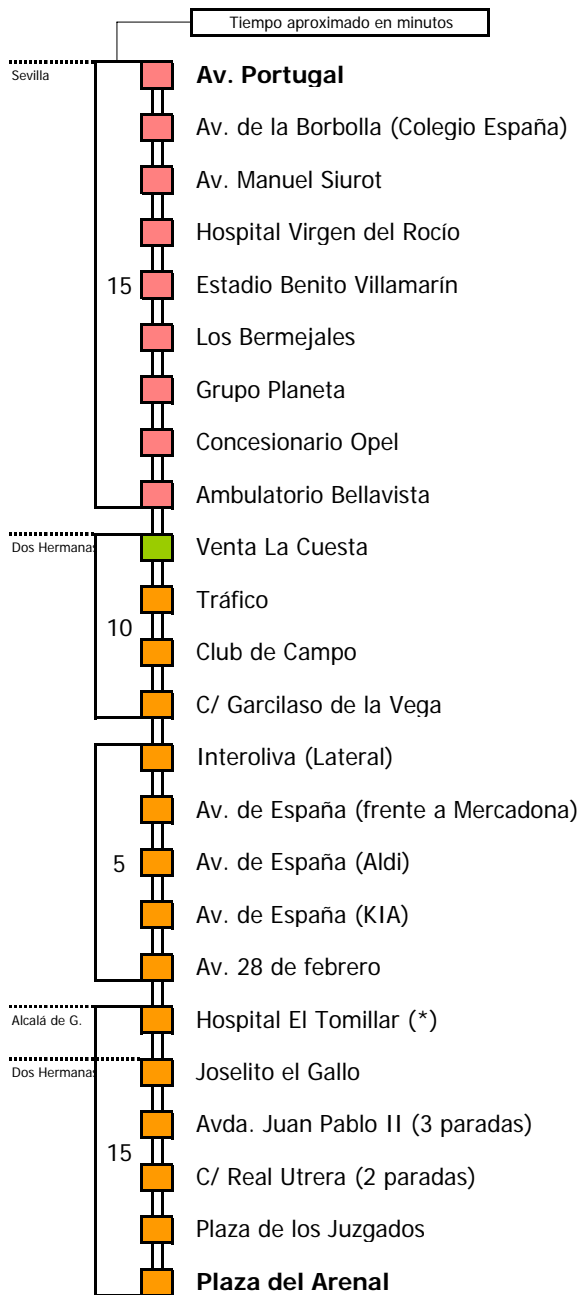 Tiempo aproximado en minutos
Sevilla
Av. Portugal
Av. de la Borbolla (Colegio España)
Av. Manuel Siurot
Hospital Virgen del Rocío
15
Estadio Benito Villamarín
Los Bermejales
Grupo Planeta
Concesionario Opel
Ambulatorio Bellavista
Dos Hermanas
Venta La Cuesta
Tráfico
10
Club de Campo
C/ Garcilaso de la Vega
Interoliva (Lateral)
Av. de España (frente a Mercadona)
5
Av. de España (Aldi)
Av. de España (KIA)
Av. 28 de febrero
Alcalá de G.
Hospital El Tomillar (*)
Dos Hermanas
Joselito el Gallo
Avda. Juan Pablo II (3 paradas)
15
C/ Real Utrera (2 paradas)
Plaza de los Juzgados
Plaza del Arenal